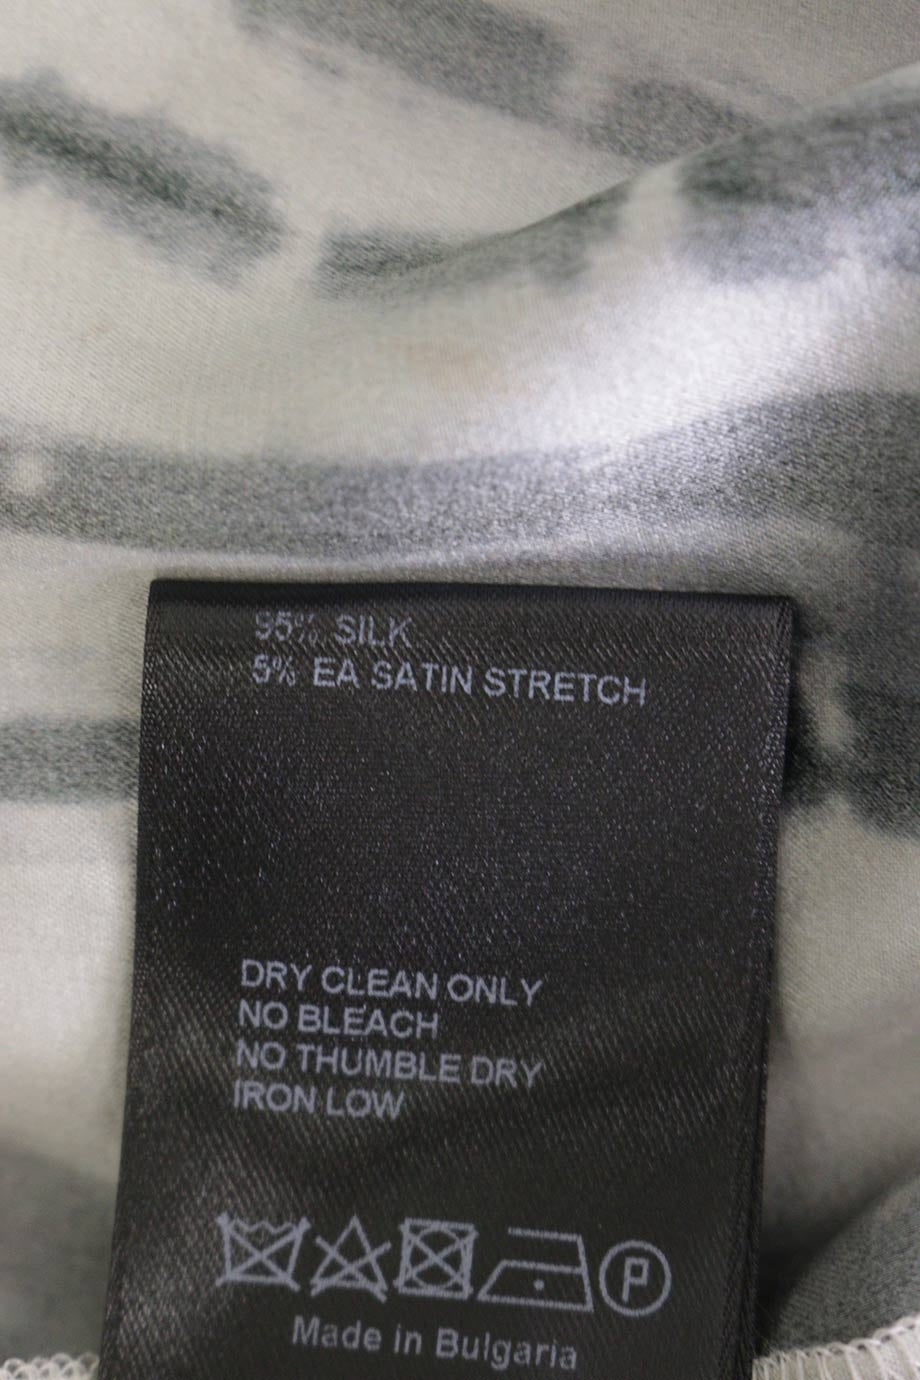 95% SILK
5% EA SATIN STRETCH
DRY CLEAN ONLY
NO BLEACH
NO THUMBLE DRY
IRON LOW
P
Made in Bulgaria